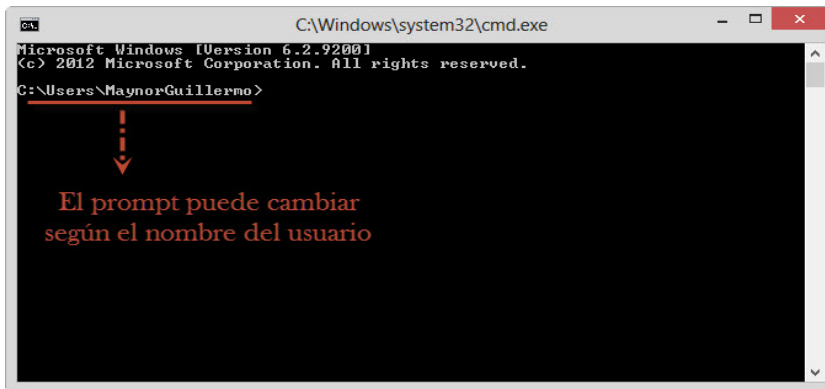 C:\Windows\system32\cmd.exe
Microsoft Windows [Version 6.2.9200]
(c) 2012 Microsoft Corporation. All rights reserved.
C:\Users\MaynorGuillermo>
El prompt puede cambiar
según el nombre del usuario